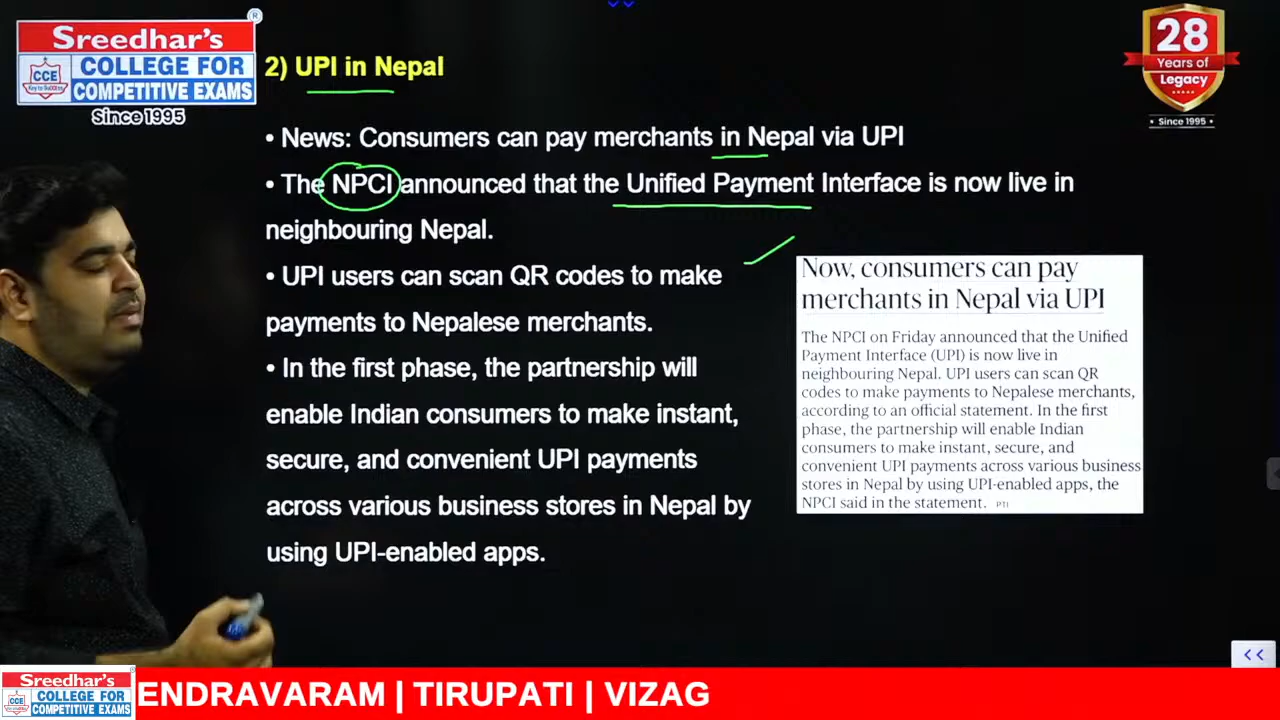 Sreedhar's
CCE
COLLEGE FOR
COMPETITIVE EXAMS
Since 1995
®
28
Years of
Legacy
Since 1995
2) UPI in Nepal
• News: Consumers can pay merchants in Nepal via UPI
• The NPCI announced that the Unified Payment Interface is now live in
neighbouring Nepal.
• UPI users can scan QR codes to make
payments to Nepalese merchants.
• In the first phase, the partnership will
enable Indian consumers to make instant,
secure, and convenient UPI payments
across various business stores in Nepal by
using UPI-enabled apps.
Now, consumers can pay
merchants in Nepal via UPI
The NPCI on Friday announced that the Unified
Payment Interface (UPI) is now live in
neighbouring Nepal. UPI users can scan QR
codes to make payments to Nepalese merchants,
according to an official statement. In the first
phase, the partnership will enable Indian
consumers to make instant, secure, and
convenient UPI payments across various business
stores in Nepal by using UPI-enabled apps, the
NPCI said in the statement. PTI
Sreedhar's
CCE
COLLEGE FOR
COMPETITIVE EXAMS
ENDRAVARAM | TIRUPATI | VIZAG